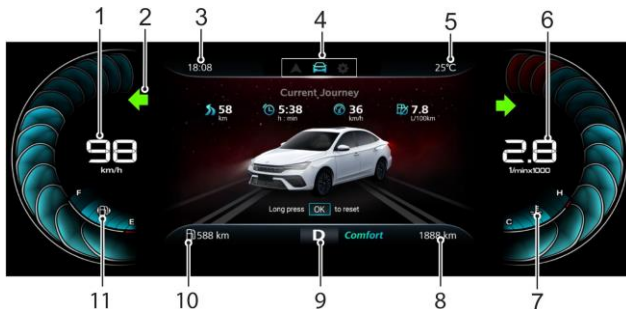 1 2 3 4 5 6
18:08 25℃
Current Journey
58 km 5:38 h : min 36 km/h 7.8 L/100km
98 km/h
2.8 1/minx1000
F E
C H
Long press OK to reset
588 km D Comfort 1888 km
11 10 9 8 7